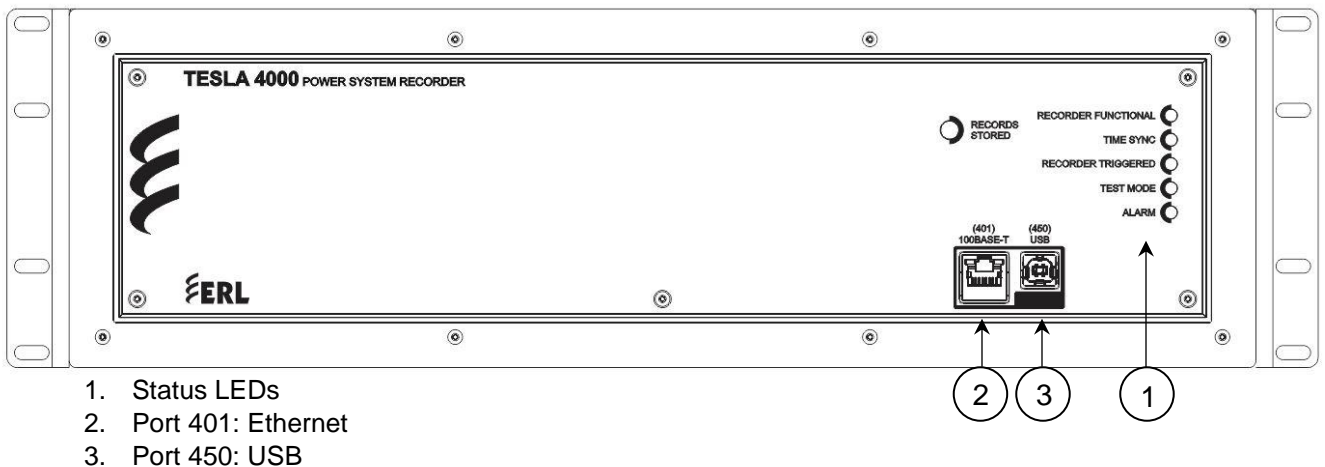 TESLA 4000 POWER SYSTEM RECORDER
RECORDS
STORED
RECORDER FUNCTIONAL
TIME SYNC
RECORDER TRIGGERED
TEST MODE
ALARM
(401)
100BASE-T
(450)
USB
ERL
2
3
1
1. Status LEDs
2. Port 401: Ethernet
3. Port 450: USB